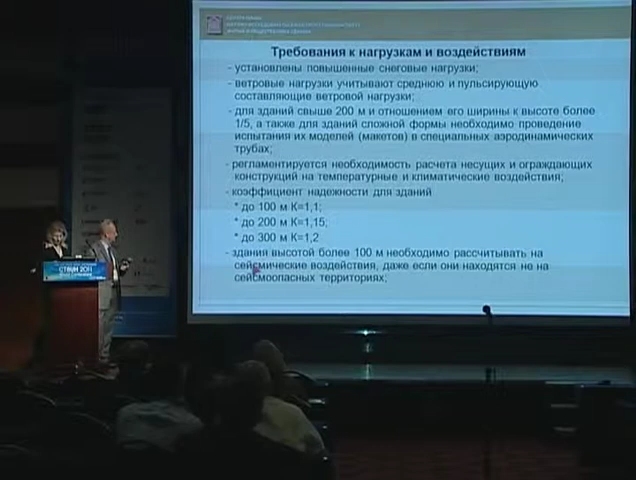 Требования к нагрузкам и воздействиям
- установлены повышенные снеговые нагрузки;
- ветровые нагрузки учитывают среднюю и пульсирующую
составляющие ветровой нагрузки;
- для зданий свыше 200 м и отношением его ширины к высоте более
1/5, а также для зданий сложной формы необходимо проведение
испытания их моделей (макетов) в специальных аэродинамических
трубах;
- регламентируется необходимость расчета несущих и ограждающих
конструкций на температурные и климатические воздействия;
- коэффициент надежности для зданий
* до 100 м К=1,1;
* до 200 м К=1,15;
* до 300 м К=1,2
- здания высотой более 100 м необходимо рассчитывать на
сейсмические воздействия, даже если они находятся не на
сейсмоопасных территориях;